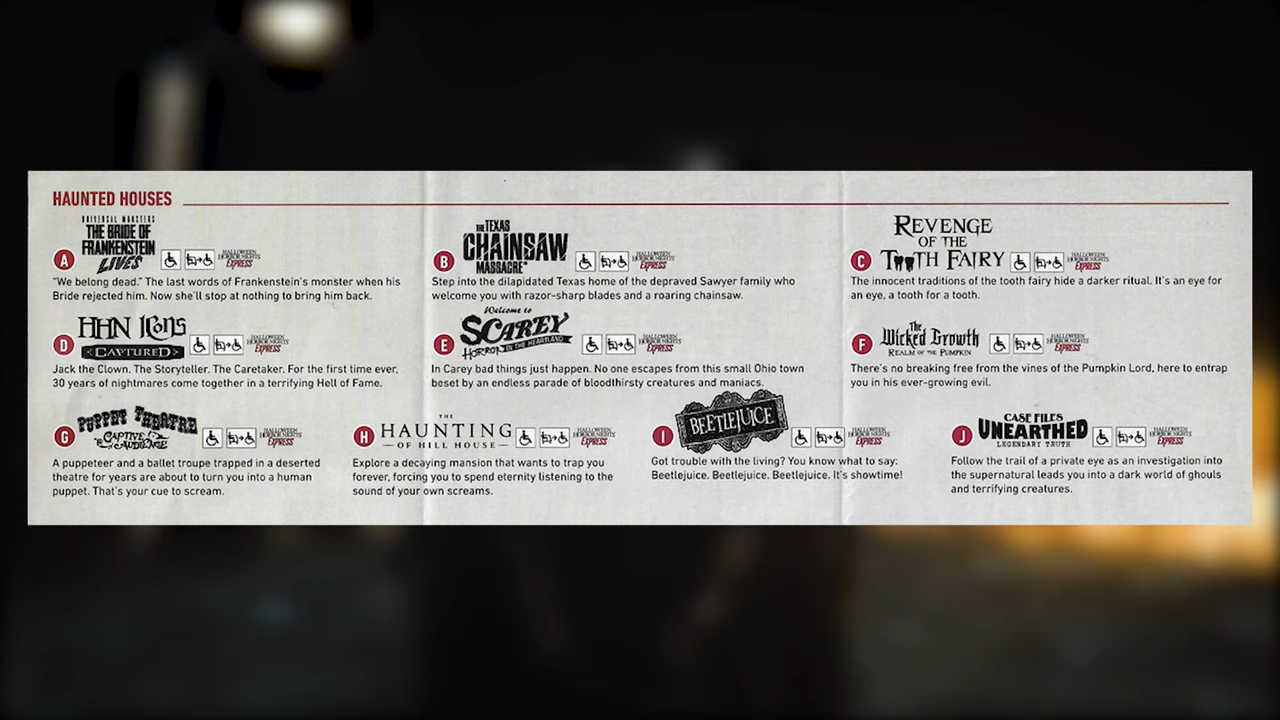 HAUNTED HOUSES
A
UNIVERSAL MONSTERS
THE BRIDE OF
FRANKENSTEIN
LIVES
HALLOWEEN
HORROR NIGHTS
EXPRESS
"We belong dead." The last words of Frankenstein's monster when his
Bride rejected him. Now she'll stop at nothing to bring him back.
B
THE TEXAS
CHAINSAW
MASSACRE™
HALLOWEEN
HORROR NIGHTS
EXPRESS
Step into the dilapidated Texas home of the depraved Sawyer family who
welcome you with razor-sharp blades and a roaring chainsaw.
C
REVENGE
OF THE
TOOTH FAIRY
HALLOWEEN
HORROR NIGHTS
EXPRESS
The innocent traditions of the tooth fairy hide a darker ritual. It's an eye for
an eye, a tooth for a tooth.
D
HHN ICONS
CAPTURED
HALLOWEEN
HORROR NIGHTS
EXPRESS
Jack the Clown. The Storyteller. The Caretaker. For the first time ever,
30 years of nightmares come together in a terrifying Hell of Fame.
E
Welcome to
SCAREY
HORROR IN THE HEARTLAND
HALLOWEEN
HORROR NIGHTS
EXPRESS
In Carey bad things just happen. No one escapes from this small Ohio town
beset by an endless parade of bloodthirsty creatures and maniacs.
F
The
Wicked Growth
REALM OF THE PUMPKIN
HALLOWEEN
HORROR NIGHTS
EXPRESS
There's no breaking free from the vines of the Pumpkin Lord, here to entrap
you in his ever-growing evil.
G
PUPPET THEATRE
CAPTIVE
AUDIENCE
HALLOWEEN
HORROR NIGHTS
EXPRESS
A puppeteer and a ballet troupe trapped in a deserted
theatre for years are about to turn you into a human
puppet. That's your cue to scream.
H
THE
HAUNTING
OF HILL HOUSE
HALLOWEEN
HORROR NIGHTS
EXPRESS
Explore a decaying mansion that wants to trap you
forever, forcing you to spend eternity listening to the
sound of your own screams.
I
BEETLEJUICE
HALLOWEEN
HORROR NIGHTS
EXPRESS
Got trouble with the living? You know what to say:
Beetlejuice. Beetlejuice. Beetlejuice. It's showtime!
J
CASE FILES
UNEARTHED
LEGENDARY TRUTH
HALLOWEEN
HORROR NIGHTS
EXPRESS
Follow the trail of a private eye as an investigation into
the supernatural leads you into a dark world of ghouls
and terrifying creatures.